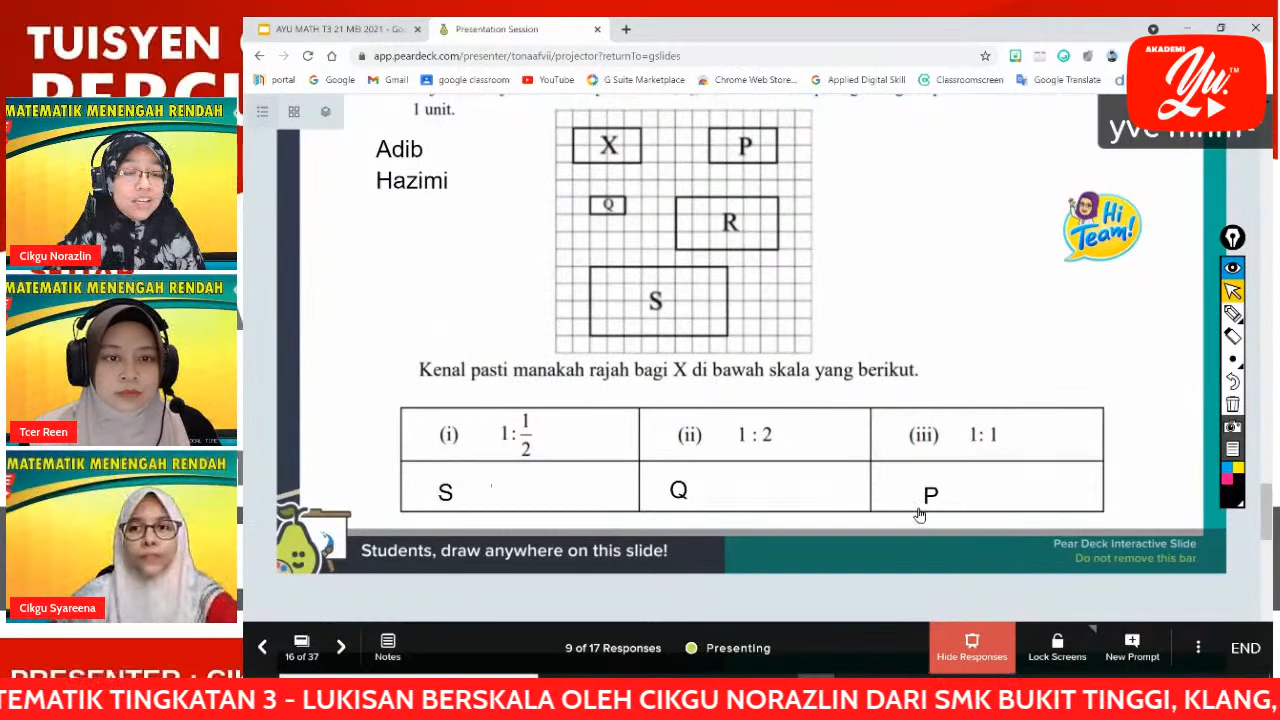 TUISYEN
MATEMATIK MENENGAH RENDAH
Cikgu Norazlin
MATEMATIK MENENGAH RENDAH
Tcer Reen
MATEMATIK MENENGAH RENDAH
Cikgu Syareena
AYU MATH T3 21 MEI 2021 - Goo
Presentation Session
app.peardeck.com/presenter/tonaafvii/projector?returnTo=gslides
portal
Google
Gmail
google classroom
YouTube
G Suite Marketplace
Chrome Web Store...
Applied Digital Skill
Classroomscreen
Google Translate
AKADEMI
Yu
TM
1 unit.
Adib
Hazimi
X
P
Q
R
S
Hi
Team!
Kenal pasti manakah rajah bagi X di bawah skala yang berikut.
(i) 1 : 1/2
(ii) 1 : 2
(iii) 1: 1
S
Q
P
Students, draw anywhere on this slide!
Pear Deck Interactive Slide
Do not remove this bar
16 of 37
Notes
9 of 17 Responses
Presenting
Hide Responses
Lock Screens
New Prompt
END
TEMATIK TINGKATAN 3 - LUKISAN BERSKALA OLEH CIKGU NORAZLIN DARI SMK BUKIT TINGGI, KLANG,